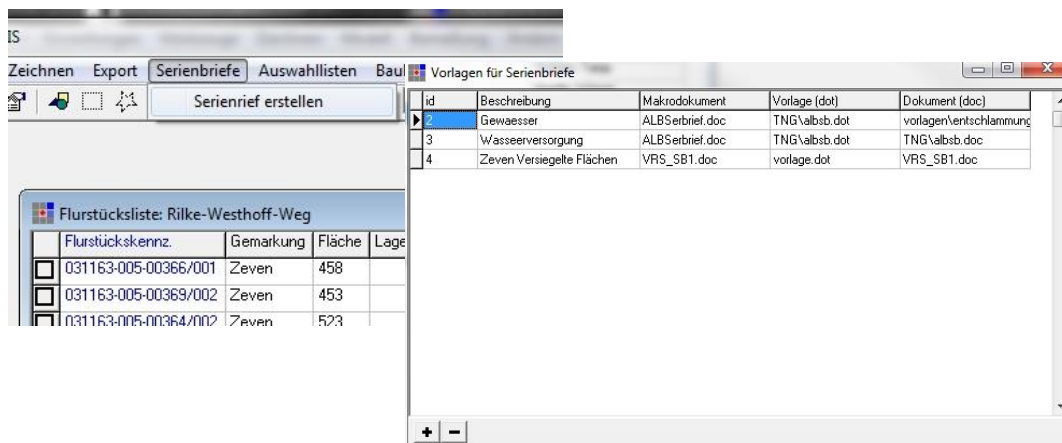 IS
Zeichnen Export Serienbriefe Auswahllisten Baul
Serienrief erstellen
Flurstücksliste: Rilke-Westhoff-Weg
Flurstückskennz. Gemarkung Fläche Lage
031163-005-00366/001 Zeven 458
031163-005-00369/002 Zeven 453
031163-005-00364/002 Zeven 523
Vorlagen für Serienbriefe
id Beschreibung Makrodokument Vorlage (dot) Dokument (doc)
2 Gewaesser ALBSerbrief.doc TNG\albsb.dot vorlagen\entschlammung
3 Wasseerversorgung ALBSerbrief.doc TNG\albsb.dot TNG\albsb.doc
4 Zeven Versiegelte Flächen VRS_SB1.doc vorlage.dot VRS_SB1.doc